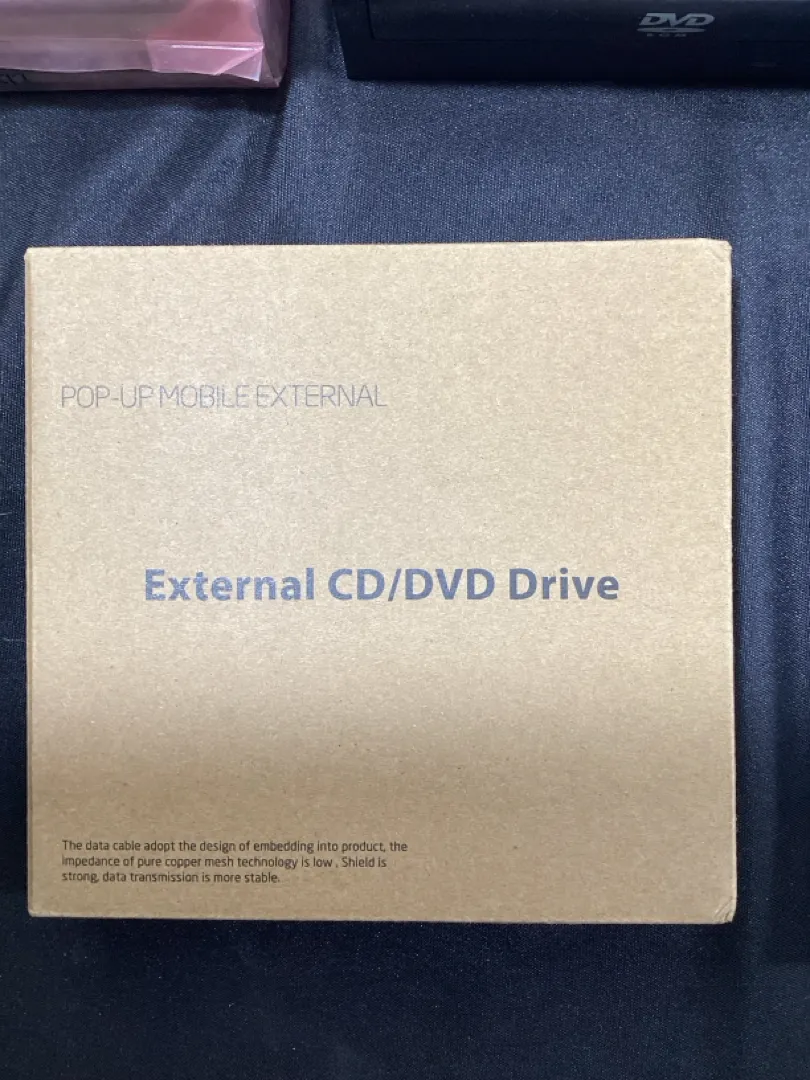 DVD
POP-UP MOBILE EXTERNAL
External CD/DVD Drive
The data cable adopt the design of embedding into product, the
impedance of pure copper mesh technology is low , Shield is
strong, data transmission is more stable.